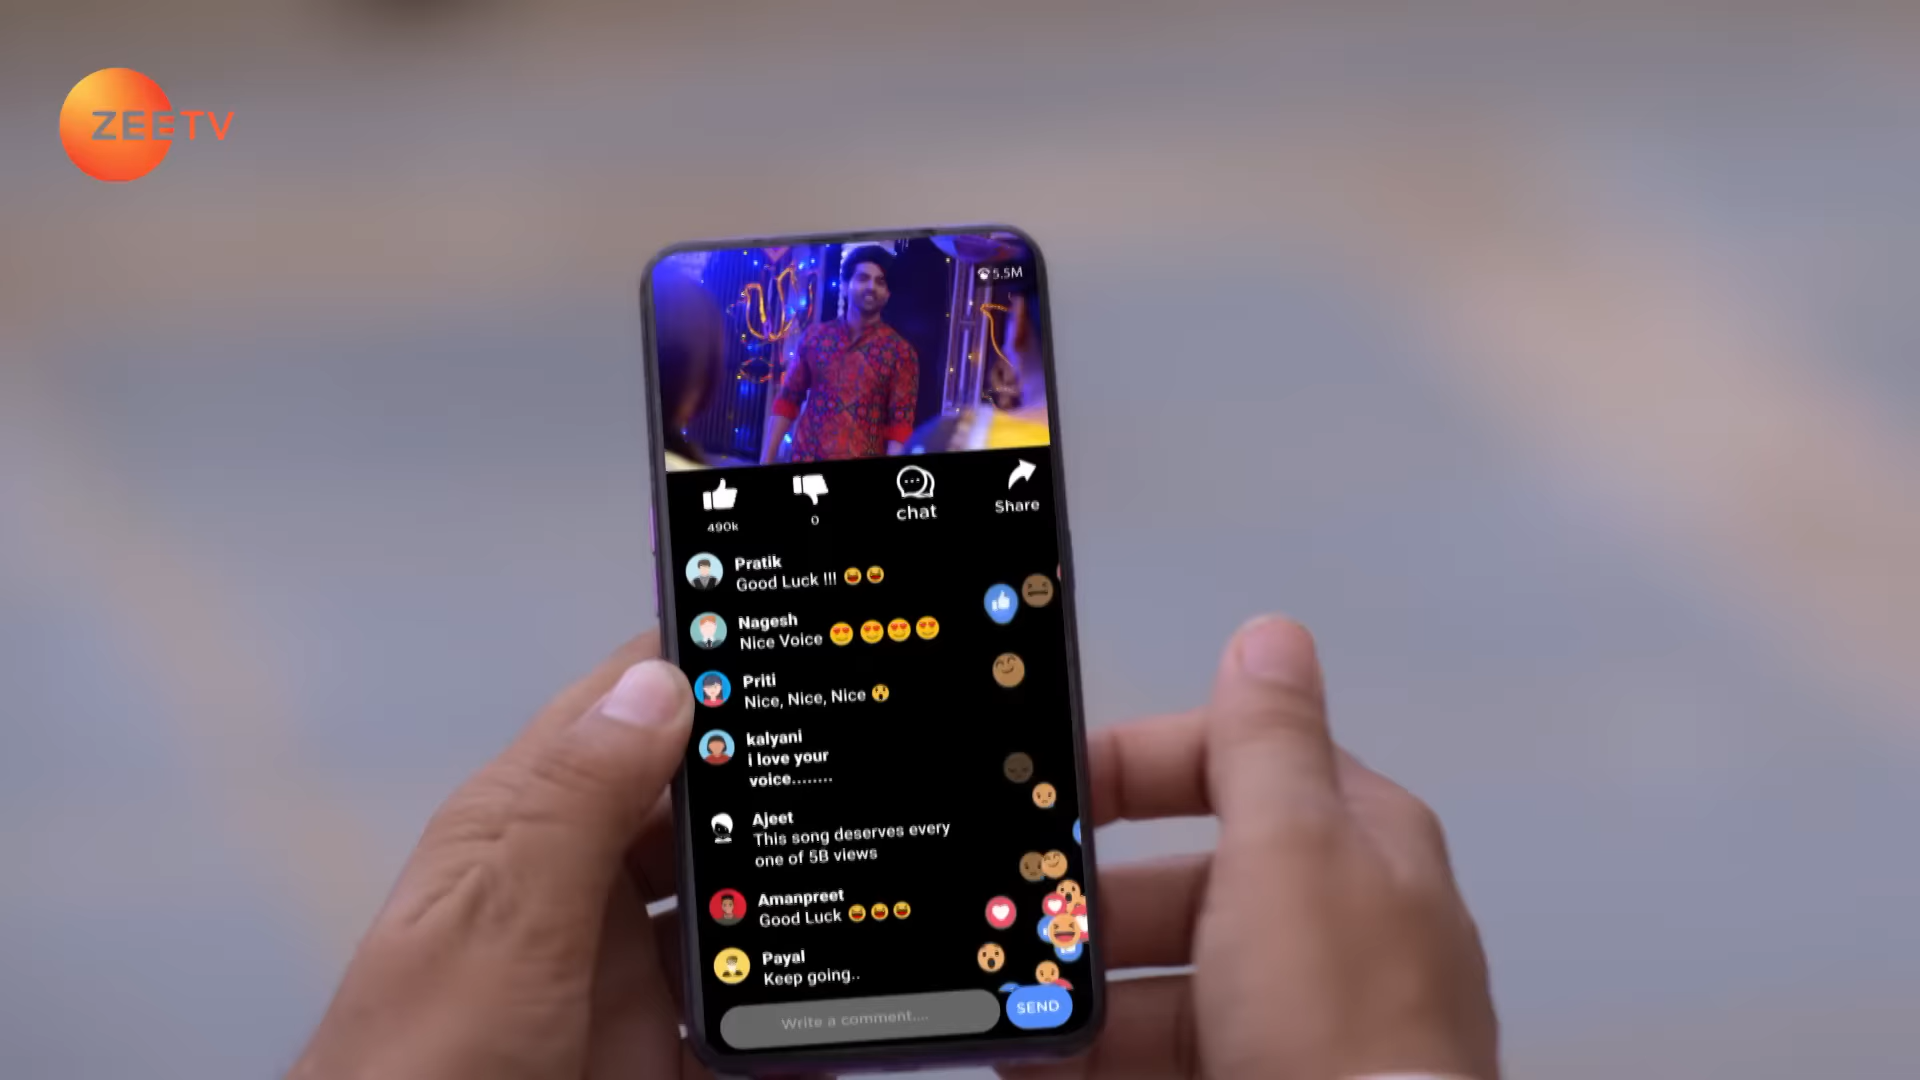 ZEETV
5.5M
490k
0
chat
Share
Pratik
Good Luck !!!
Nagesh
Nice Voice
Priti
Nice, Nice, Nice
kalyani
i love your
voice........
Ajeet
This song deserves every
one of 5B views
Amanpreet
Good Luck
Payal
Keep going..
Write a comment....
SEND